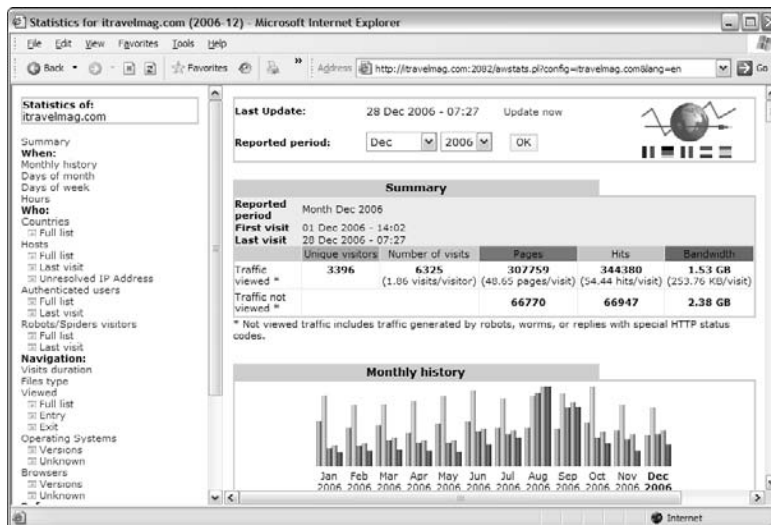 Statistics for itravelmag.com (2006-12) - Microsoft Internet Explorer
File Edit View Favorites Tools Help
Back Favorites Address http://itravelmag.com:2082/awstats.pl?config=itravelmag.com&lang=en Go
Statistics of:
itravelmag.com
Summary
When:
Monthly history
Days of month
Days of week
Hours
Who:
Countries
Full list
Hosts
Full list
Last visit
Unresolved IP Address
Authenticated users
Full list
Last visit
Robots/Spiders visitors
Full list
Last visit
Navigation:
Visits duration
Files type
Viewed
Full list
Entry
Exit
Operating Systems
Versions
Unknown
Browsers
Versions
Unknown
Last Update: 28 Dec 2006 - 07:27 Update now
Reported period: Dec 2006 OK
Summary
Reported period Month Dec 2006
First visit 01 Dec 2006 - 14:02
Last visit 28 Dec 2006 - 07:27
Unique visitors Number of visits Pages Hits Bandwidth
Traffic viewed * 3396 6325 307759 344380 1.53 GB
(1.86 visits/visitor) (48.65 pages/visit) (54.44 hits/visit) (253.76 KB/visit)
Traffic not viewed * 66770 66947 2.38 GB
* Not viewed traffic includes traffic generated by robots, worms, or replies with special HTTP status
codes.
Monthly history
Jan Feb Mar Apr May Jun Jul Aug Sep Oct Nov Dec
2006 2006 2006 2006 2006 2006 2006 2006 2006 2006 2006 2006
Internet